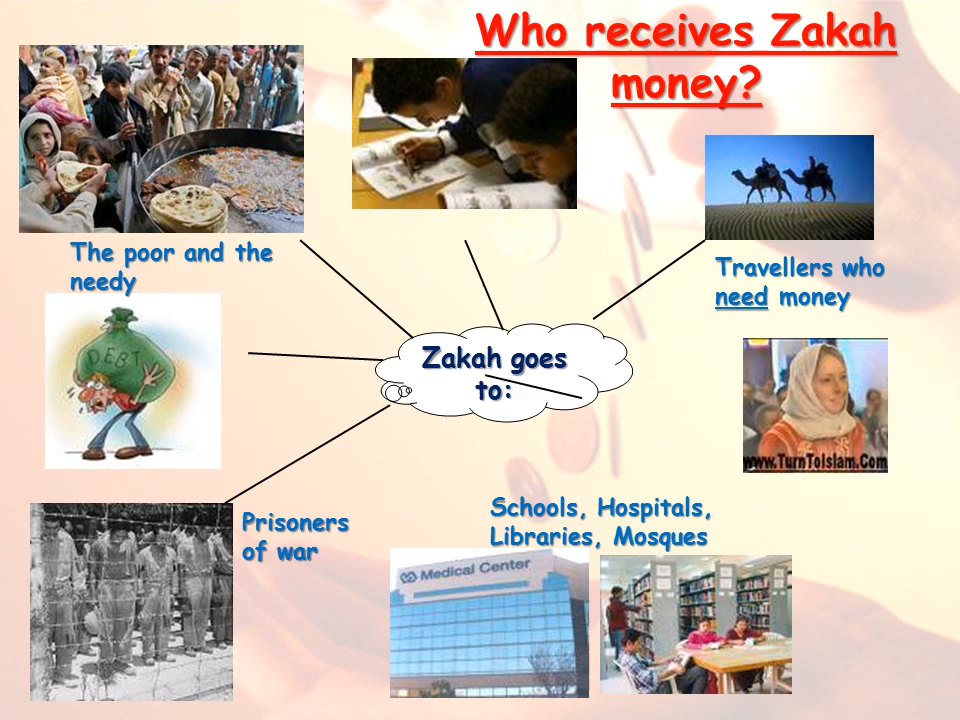 Who receives Zakah
money?
The poor and the
needy
Travellers who
need money
DEBT
Zakah goes
to:
www.TurnToIslam.Com
Prisoners
of war
Schools, Hospitals,
Libraries, Mosques
Medical Center